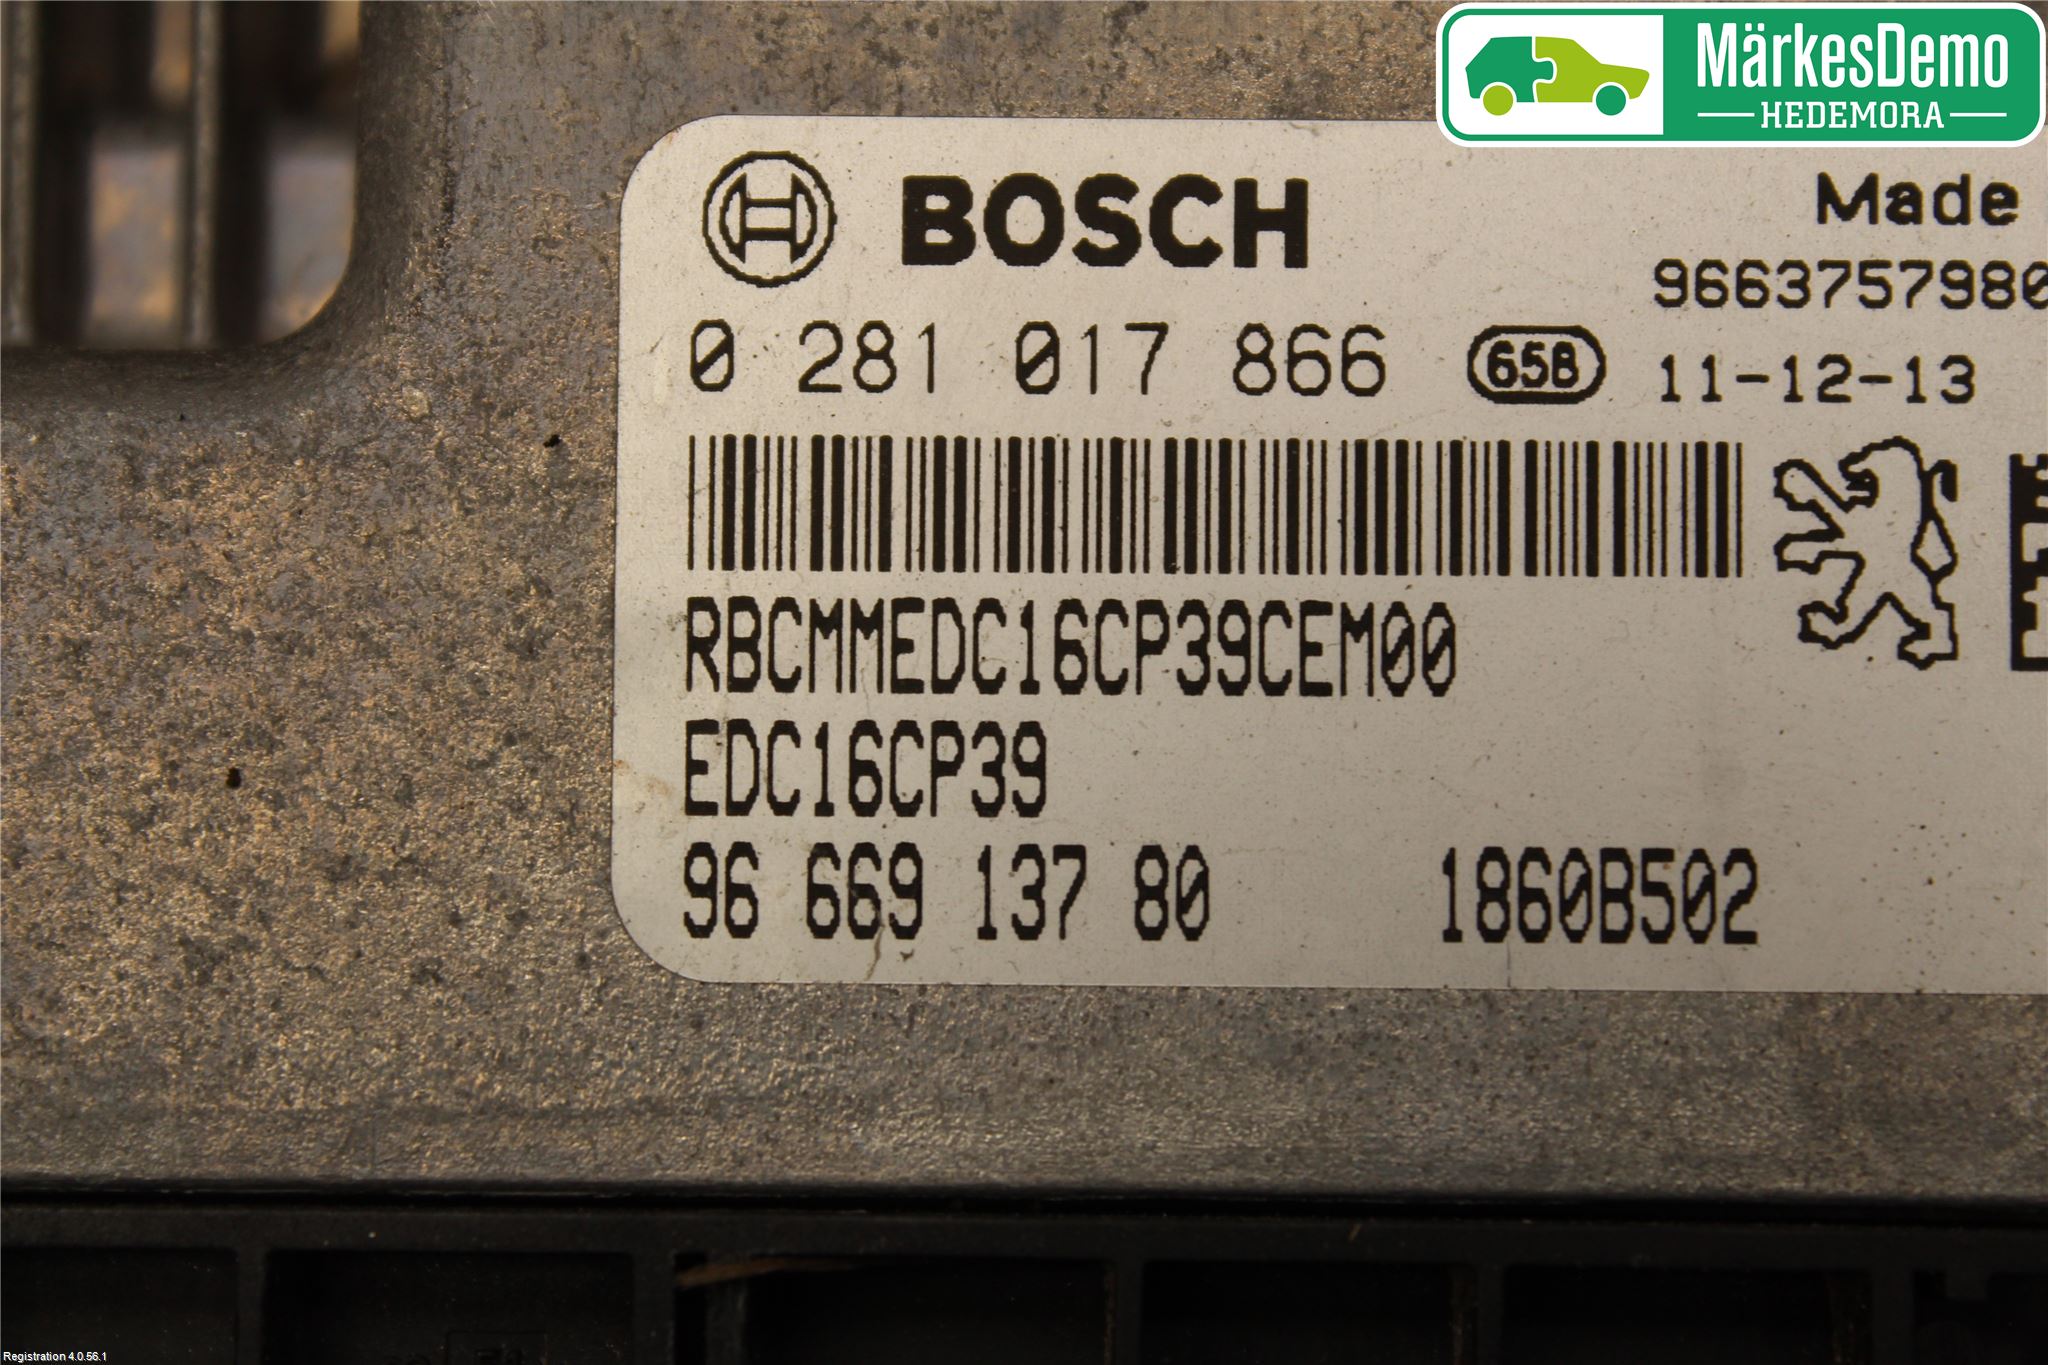 MärkesDemo
HEDEMORA
BOSCH
Made
9663757980
0 281 017 866
65B
11-12-13
RBCMMEDC16CP39CEM00
EDC16CP39
96 669 137 80
1860B502
Registration 4.0.56.1